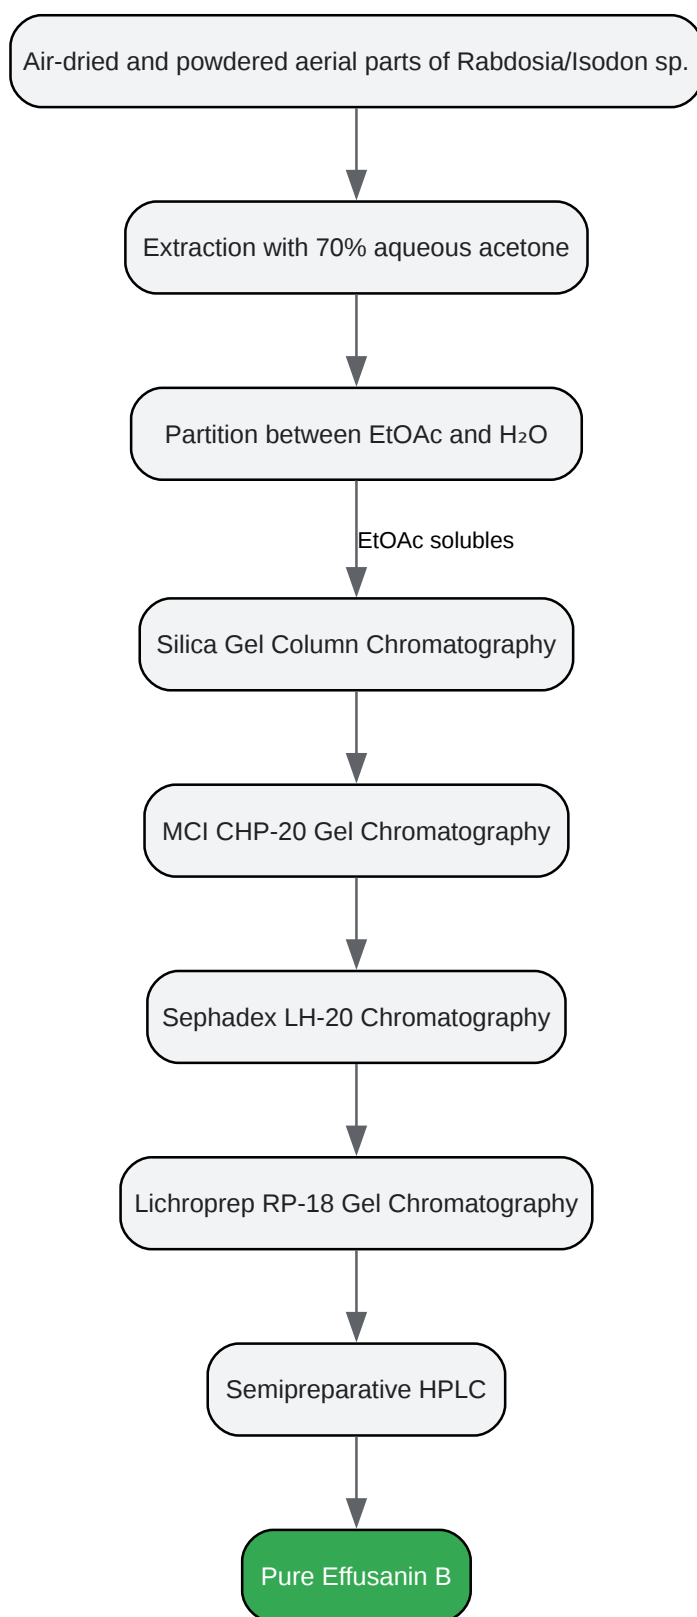 Air-dried and powdered aerial parts of Rabdosia/Isodon sp.
Extraction with 70% aqueous acetone
Partition between EtOAc and H₂O
EtOAc solubles
Silica Gel Column Chromatography
MCI CHP-20 Gel Chromatography
Sephadex LH-20 Chromatography
Lichroprep RP-18 Gel Chromatography
Semipreparative HPLC
Pure Effusanin B